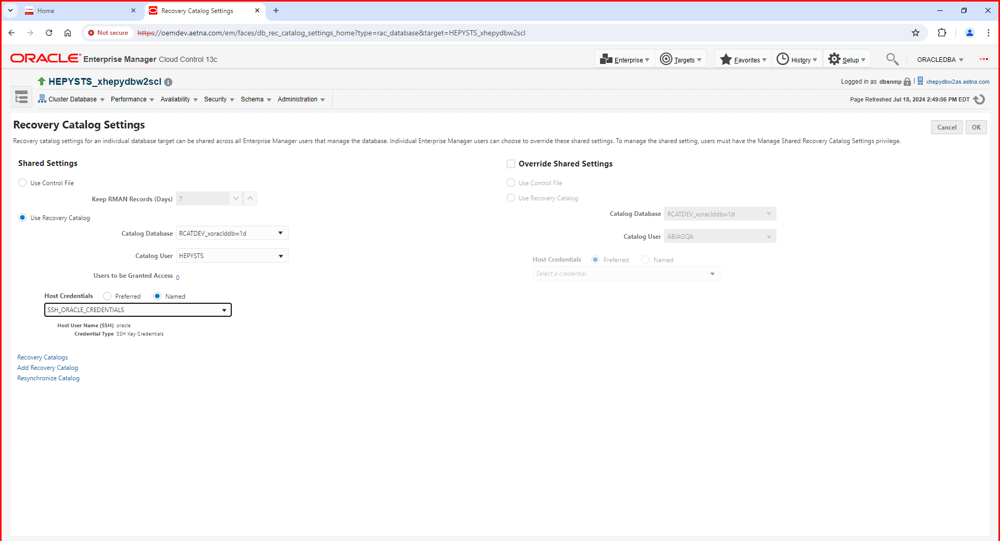 Home
Recovery Catalog Settings
Not secure https://oemdev.aetna.com/em/faces/db_rec_catalog_settings_home?type=rac_database&target=HEPYSTS_xhepydbw2scl
ORACLE Enterprise Manager Cloud Control 13c
Enterprise Targets Favorites History Setup ORACLEDBA
HEPYSTS_xhepydbw2scl
Logged in as dbsnmp xhepydbw2as.aetna.com
Cluster Database Performance Availability Security Schema Administration
Page Refreshed Jul 18, 2024 2:49:06 PM EDT
Recovery Catalog Settings
Cancel OK
Recovery catalog settings for an individual database target can be shared across all Enterprise Manager users that manage the database. Individual Enterprise Manager users can choose to override these shared settings. To manage the shared setting, users must have the Manage Shared Recovery Catalog Settings privilege.
Shared Settings
Use Control File
Keep RMAN Records (Days) 7
Use Recovery Catalog
Catalog Database RCATDEV_xoraclddbw1d
Catalog User HEPYSTS
Users to be Granted Access 0
Host Credentials Preferred Named
SSH_ORACLE_CREDENTIALS
Host User Name (SSH) oracle
Credential Type SSH Key Credentials
Recovery Catalogs
Add Recovery Catalog
Resynchronize Catalog
Override Shared Settings
Use Control File
Use Recovery Catalog
Catalog Database RCATDEV_xoraclddbw1d
Catalog User ABIAGQA
Host Credentials Preferred Named
Select a credential